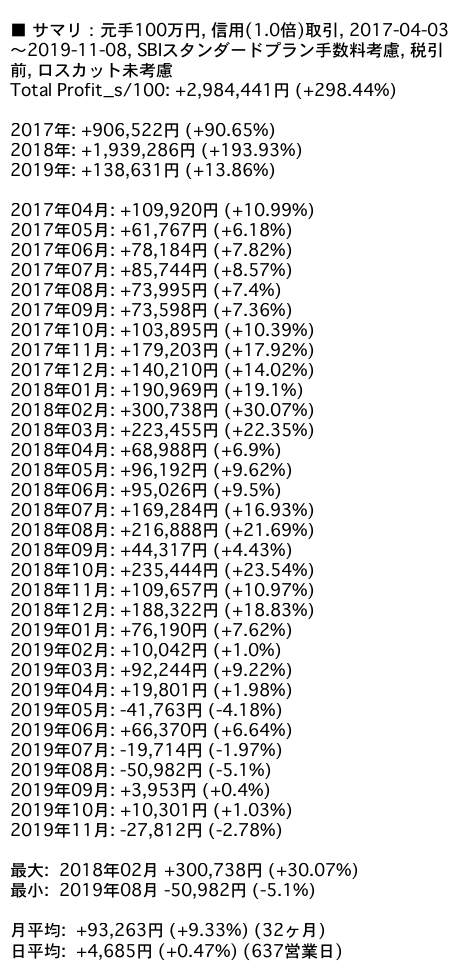 ■ サマリ：元手100万円, 信用(1.0倍)取引, 2017-04-03
～2019-11-08, SBIスタンダードプラン手数料考慮, 税引
前, ロスカット未考慮
Total Profit_s/100: +2,984,441円 (+298.44%)
2017年: +906,522円 (+90.65%)
2018年: +1,939,286円 (+193.93%)
2019年: +138,631円 (+13.86%)
2017年04月: +109,920円 (+10.99%)
2017年05月: +61,767円 (+6.18%)
2017年06月: +78,184円 (+7.82%)
2017年07月: +85,744円 (+8.57%)
2017年08月: +73,995円 (+7.4%)
2017年09月: +73,598円 (+7.36%)
2017年10月: +103,895円 (+10.39%)
2017年11月: +179,203円 (+17.92%)
2017年12月: +140,210円 (+14.02%)
2018年01月: +190,969円 (+19.1%)
2018年02月: +300,738円 (+30.07%)
2018年03月: +223,455円 (+22.35%)
2018年04月: +68,988円 (+6.9%)
2018年05月: +96,192円 (+9.62%)
2018年06月: +95,026円 (+9.5%)
2018年07月: +169,284円 (+16.93%)
2018年08月: +216,888円 (+21.69%)
2018年09月: +44,317円 (+4.43%)
2018年10月: +235,444円 (+23.54%)
2018年11月: +109,657円 (+10.97%)
2018年12月: +188,322円 (+18.83%)
2019年01月: +76,190円 (+7.62%)
2019年02月: +10,042円 (+1.0%)
2019年03月: +92,244円 (+9.22%)
2019年04月: +19,801円 (+1.98%)
2019年05月: -41,763円 (-4.18%)
2019年06月: +66,370円 (+6.64%)
2019年07月: -19,714円 (-1.97%)
2019年08月: -50,982円 (-5.1%)
2019年09月: +3,953円 (+0.4%)
2019年10月: +10,301円 (+1.03%)
2019年11月: -27,812円 (-2.78%)
最大:  2018年02月 +300,738円 (+30.07%)
最小:  2019年08月 -50,982円 (-5.1%)
月平均:  +93,263円 (+9.33%) (32ヶ月)
日平均:  +4,685円 (+0.47%) (637営業日)